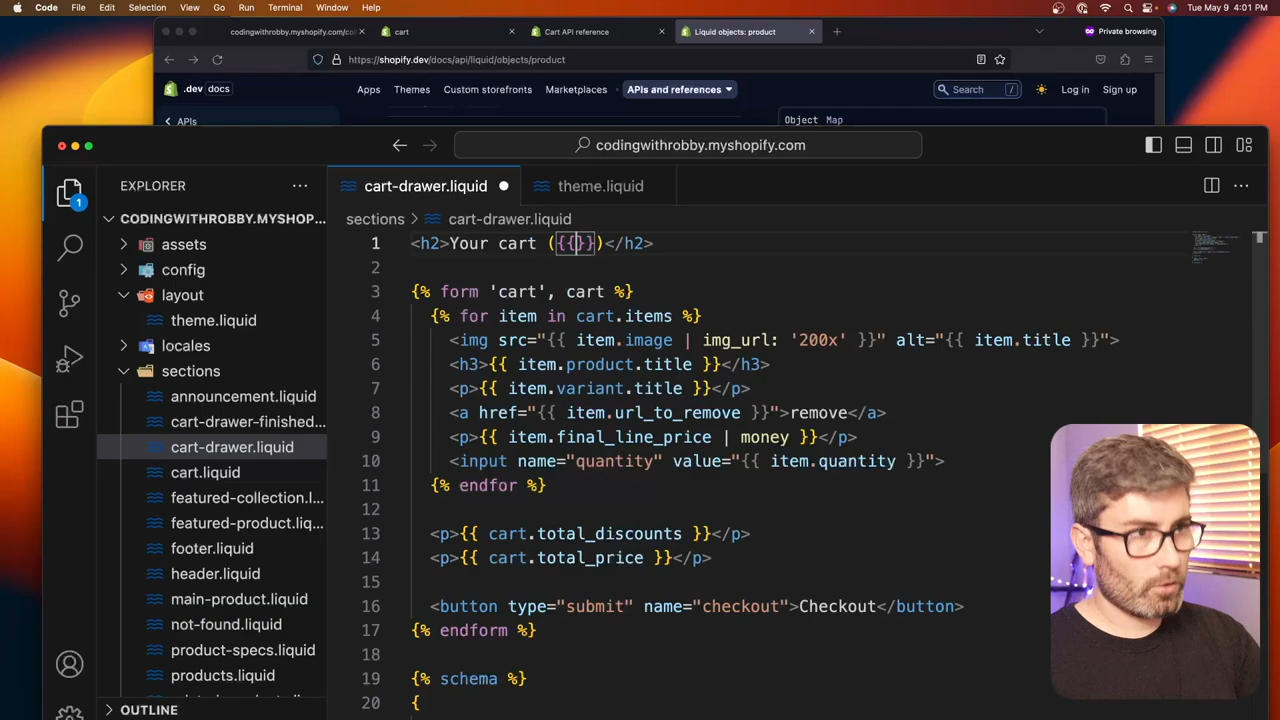 Code File Edit Selection View Go Run Terminal Window Help
Tue May 9 4:01 PM
codingwithrobby.myshopify.com/co
cart
Cart API reference
Liquid objects: product
Private browsing
https://shopify.dev/docs/api/liquid/objects/product
.dev docs
Apps Themes Custom storefronts Marketplaces APIs and references
Search /
Log in Sign up
APIs
Object Map
codingwithrobby.myshopify.com
EXPLORER
cart-drawer.liquid
theme.liquid
1
CODINGWITHROBBY.MYSHOP...
assets
config
layout
theme.liquid
locales
sections
announcement.liquid
cart-drawer-finished...
cart-drawer.liquid
cart.liquid
featured-collection.l...
featured-product.liq...
footer.liquid
header.liquid
main-product.liquid
not-found.liquid
product-specs.liquid
products.liquid
OUTLINE
sections > cart-drawer.liquid
1 <h2>Your cart ({{}})</h2>
2
3 {% form 'cart', cart %}
4 {% for item in cart.items %}
5 <img src="{{ item.image | img_url: '200x' }}" alt="{{ item.title }}">
6 <h3>{{ item.product.title }}</h3>
7 <p>{{ item.variant.title }}</p>
8 <a href="{{ item.url_to_remove }}">remove</a>
9 <p>{{ item.final_line_price | money }}</p>
10 <input name="quantity" value="{{ item.quantity }}">
11 {% endfor %}
12
13 <p>{{ cart.total_discounts }}</p>
14 <p>{{ cart.total_price }}</p>
15
16 <button type="submit" name="checkout">Checkout</button>
17 {% endform %}
18
19 {% schema %}
20 {